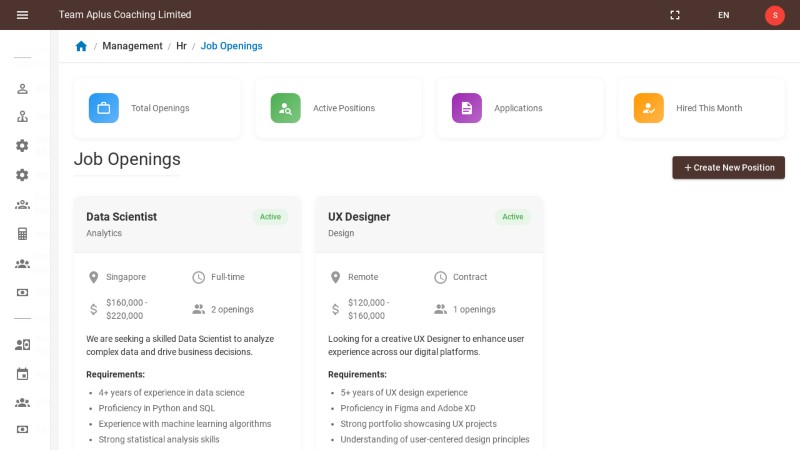 Team Aplus Coaching Limited
EN
S
/ Management / Hr / Job Openings
Total Openings
Active Positions
Applications
Hired This Month
Job Openings
+ Create New Position
Data Scientist
Active
Analytics
Singapore
Full-time
$160,000 -
$220,000
2 openings
We are seeking a skilled Data Scientist to analyze
complex data and drive business decisions.
Requirements:
• 4+ years of experience in data science
• Proficiency in Python and SQL
• Experience with machine learning algorithms
• Strong statistical analysis skills
UX Designer
Active
Design
Remote
Contract
$120,000 -
$160,000
1 openings
Looking for a creative UX Designer to enhance user
experience across our digital platforms.
Requirements:
• 5+ years of UX design experience
• Proficiency in Figma and Adobe XD
• Strong portfolio showcasing UX projects
• Understanding of user-centered design principles